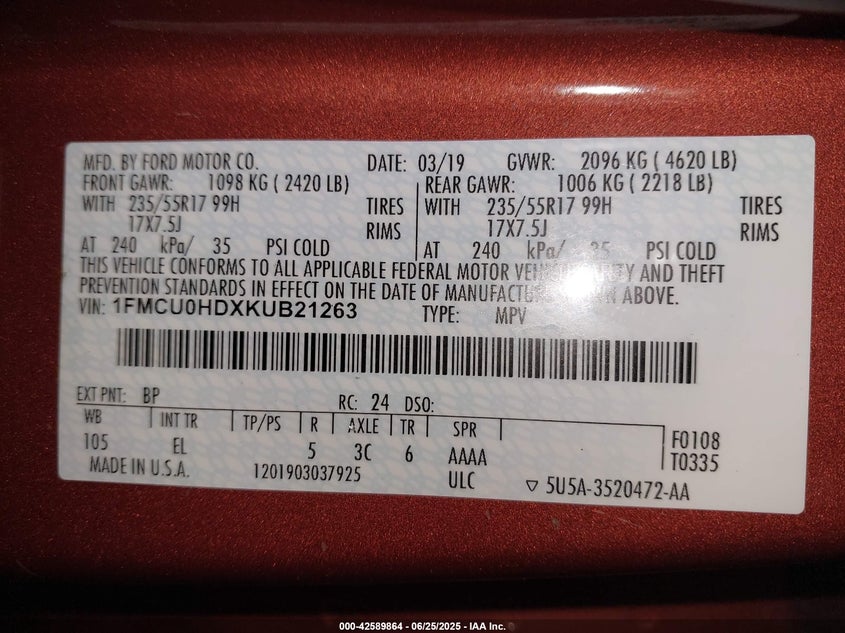 MFD. BY FORD MOTOR CO. DATE: 03/19 GVWR: 2096 KG ( 4620 LB)
FRONT GAWR: 1098 KG ( 2420 LB) REAR GAWR: 1006 KG ( 2218 LB)
WITH 235/55R17 99H TIRES WITH 235/55R17 99H TIRES
17X7.5J RIMS 17X7.5J RIMS
AT 240 kPa/ 35 PSI COLD AT 240 kPa/ 35 PSI COLD
THIS VEHICLE CONFORMS TO ALL APPLICABLE FEDERAL MOTOR AND THEFT
PREVENTION STANDARDS IN EFFECT ON THE DATE OF SHOWN ABOVE.
VIN: 1FMCU0HDXKUB21263 TYPE: MPV
EXT PNT: BP RC: 24 DSO:
WB INT TR TP/PS R AXLE TR SPR
105 EL 5 3C 6 AAAA F0108
T0335
MADE IN U.S.A. 1201903037925 ULC ▽ 5U5A-3520472-AA
000-42589864 / 06/25/2025 - IAA Inc.